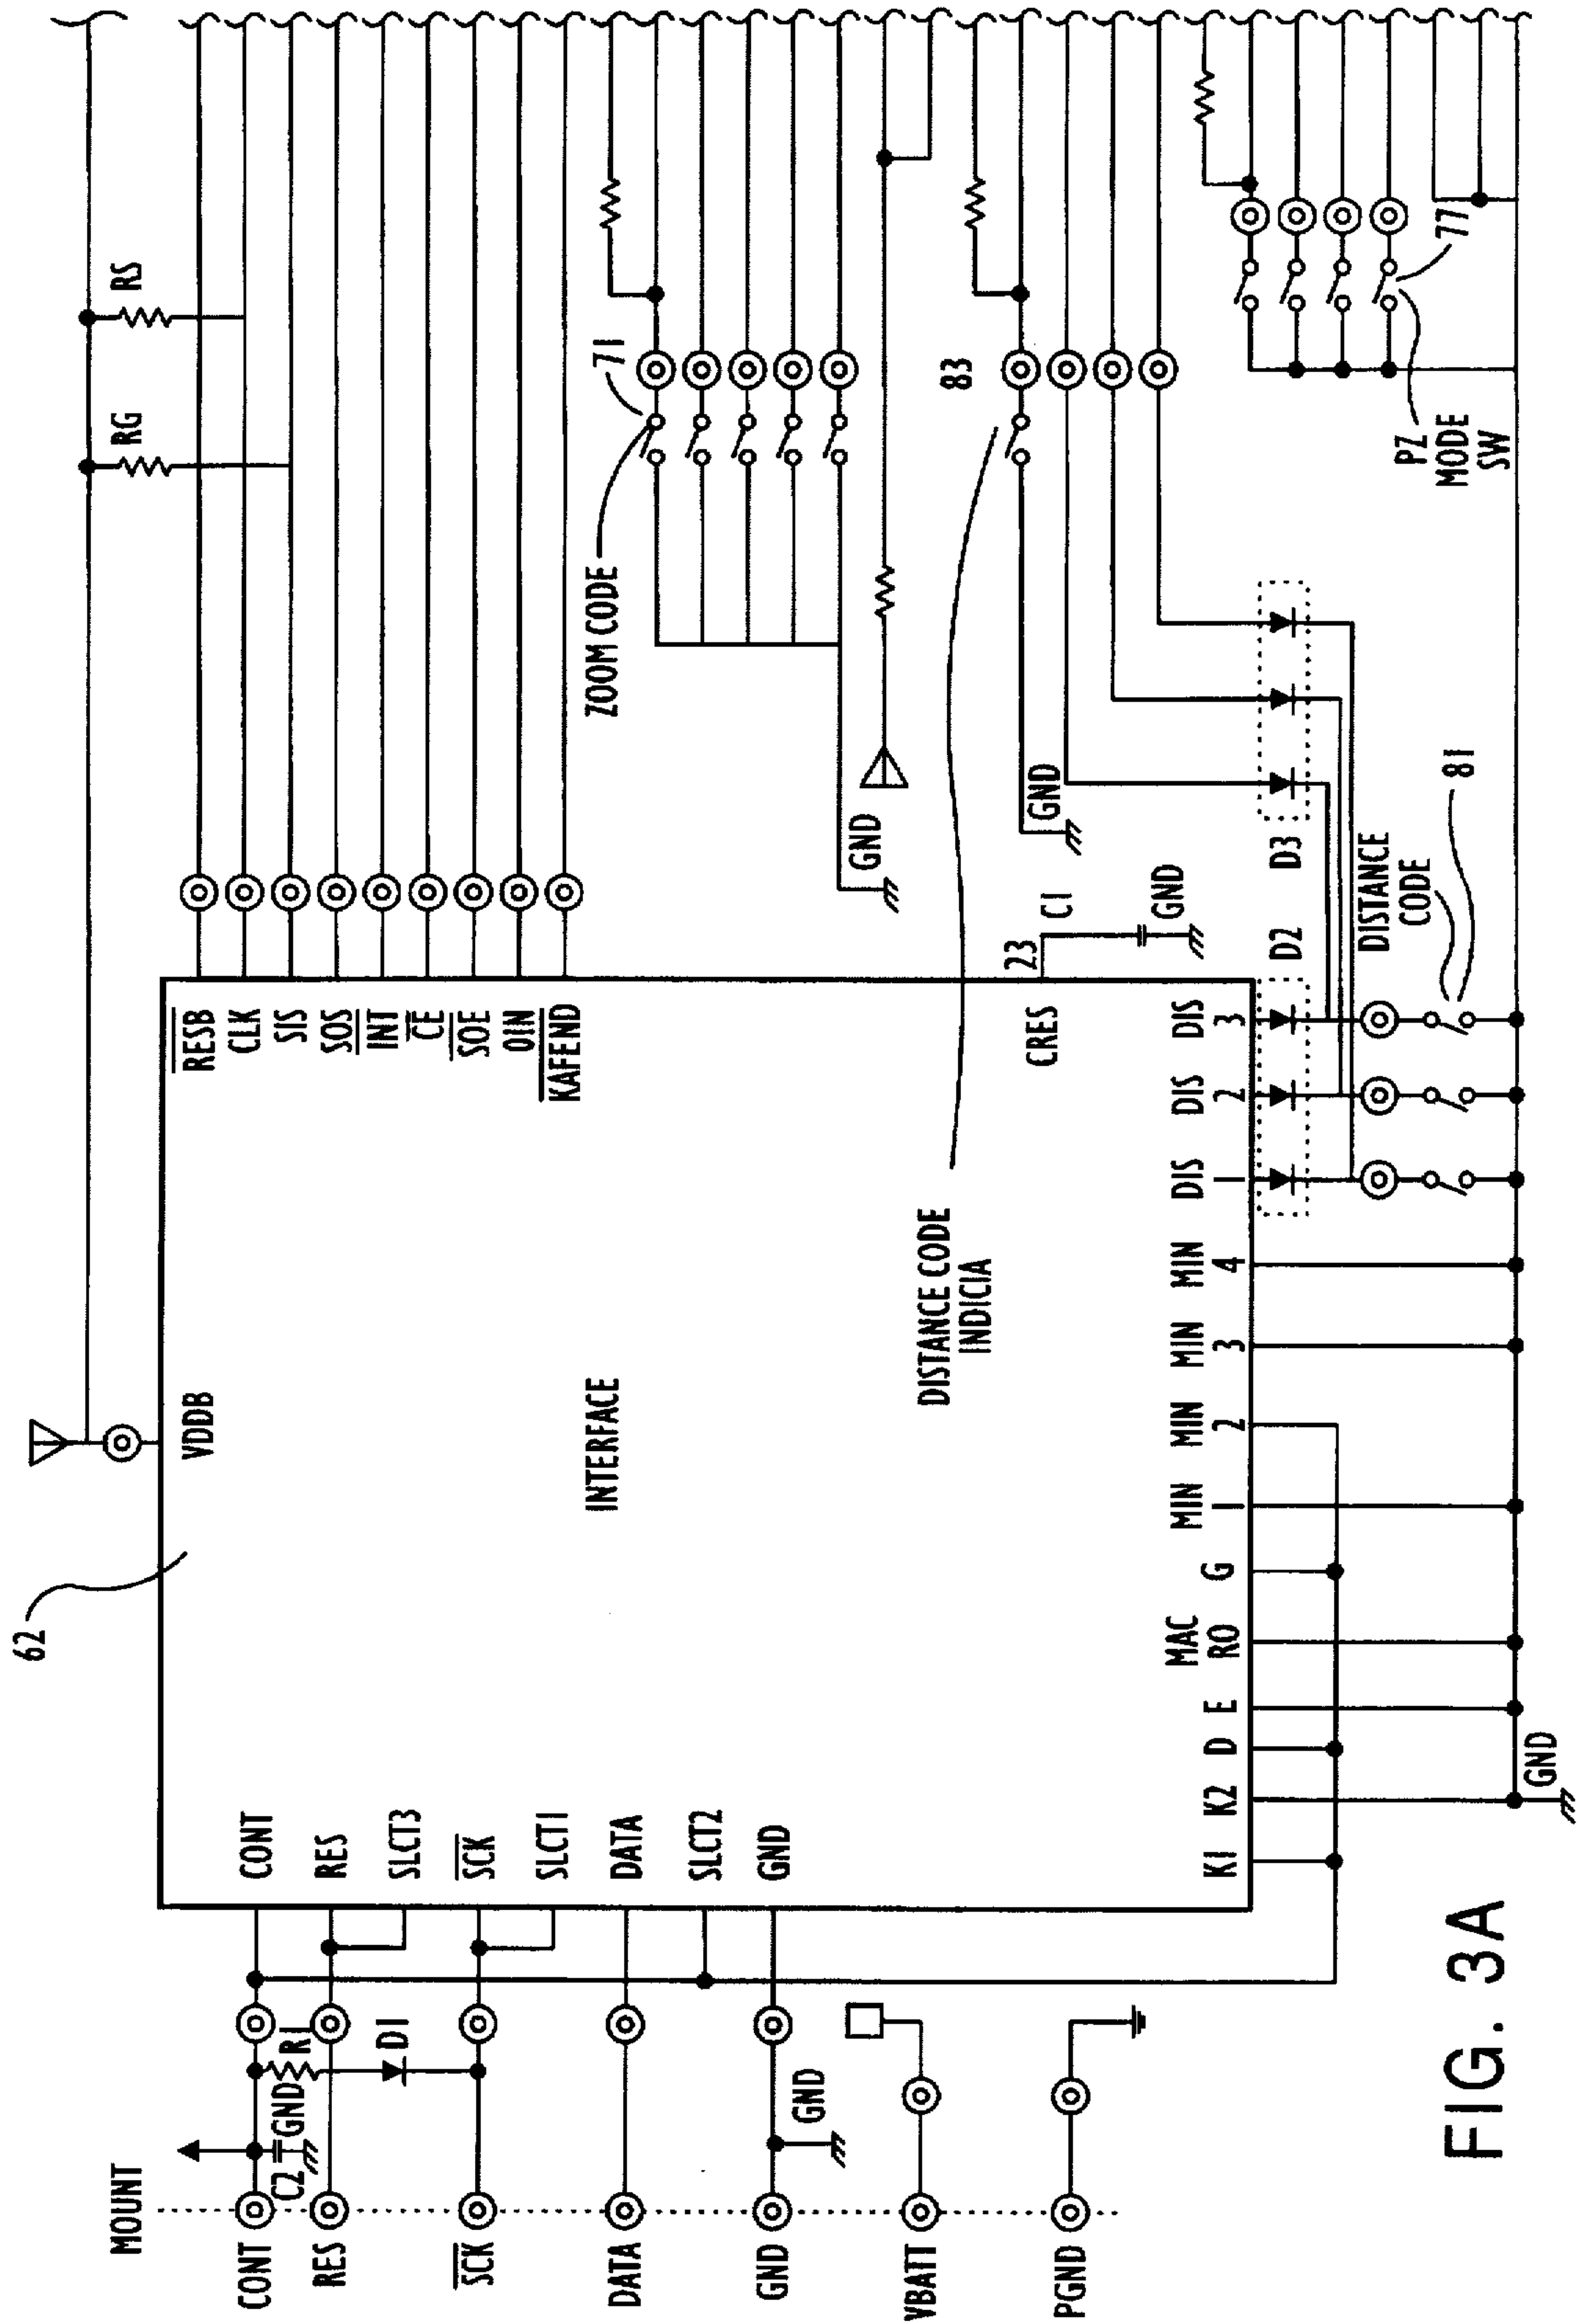 MOUNT
CONT
RES
SCK
DATA
GND
VBATT
PGND
C2
GND
R1
D1
GND
62
VDDB
CONT
RES
SLCT3
SCK
SLCT1
DATA
SLCT2
GND
INTERFACE
RESB
CLK
SIS
SOS
INT
CE
SOE
OIN
KAFEND
CRES
23
C1
GND
DISTANCE CODE
INDICIA
K1
K2
D
E
MAC
RO
G
MIN
1
MIN
2
MIN
3
MIN
4
DIS
1
DIS
2
DIS
3
GND
RG
RS
ZOOM CODE
71
GND
83
GND
D2
D3
DISTANCE
CODE
81
PZ
MODE
SW
77
FIG. 3A